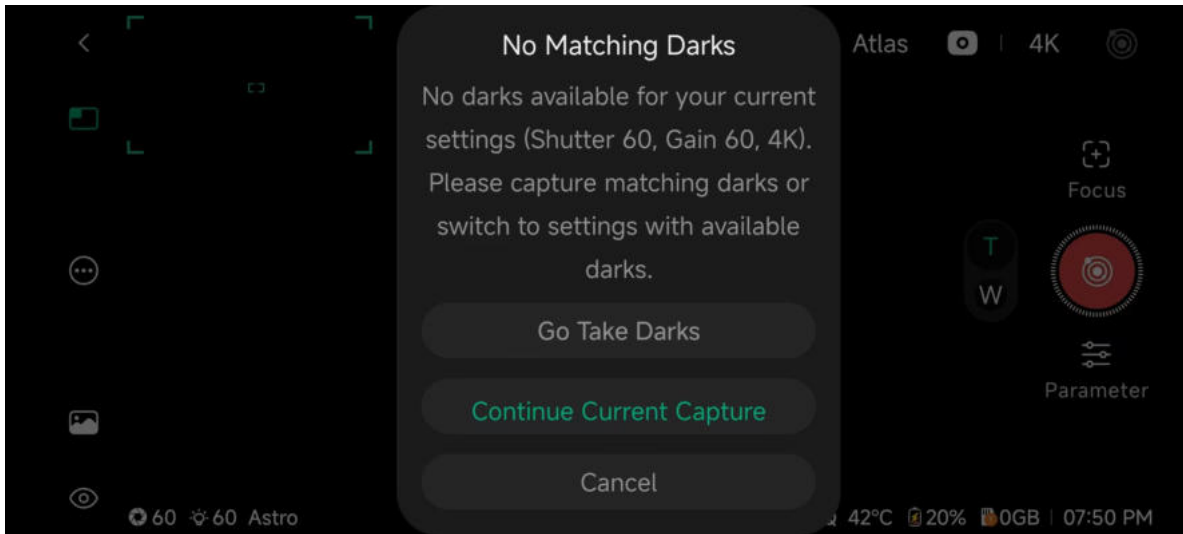 No Matching Darks
Atlas
4K
No darks available for your current
settings (Shutter 60, Gain 60, 4K).
Please capture matching darks or
switch to settings with available
darks.
Focus
T
W
Go Take Darks
Parameter
Continue Current Capture
Cancel
60 60 Astro
42°C 20% 0GB 07:50 PM